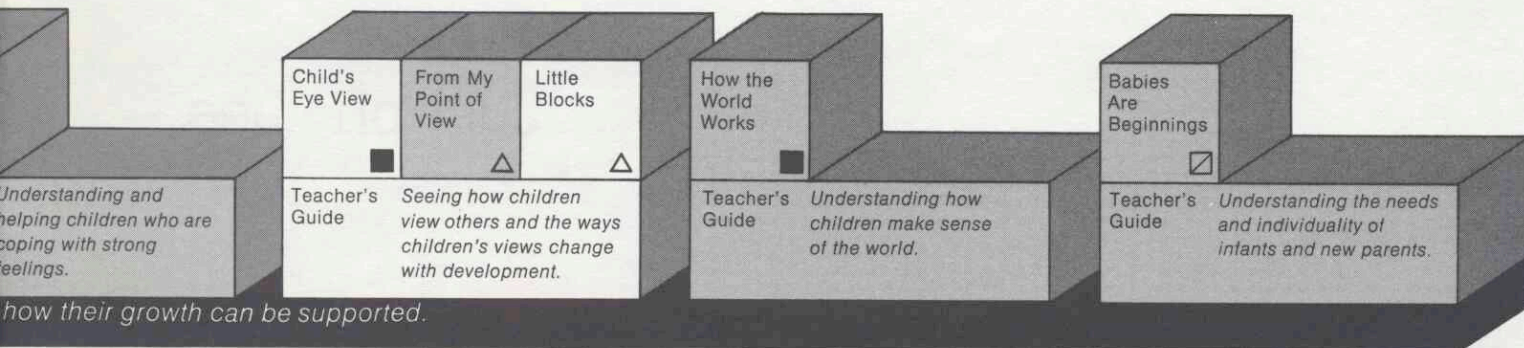 Child's
Eye View
From My
Point of
View
Little
Blocks
How the
World
Works
Babies
Are
Beginnings
Understanding and
helping children who are
coping with strong
feelings.
Teacher's
Guide
Seeing how children
view others and the ways
children's views change
with development.
Teacher's
Guide
Understanding how
children make sense
of the world.
Teacher's
Guide
Understanding the needs
and individuality of
infants and new parents.
how their growth can be supported.